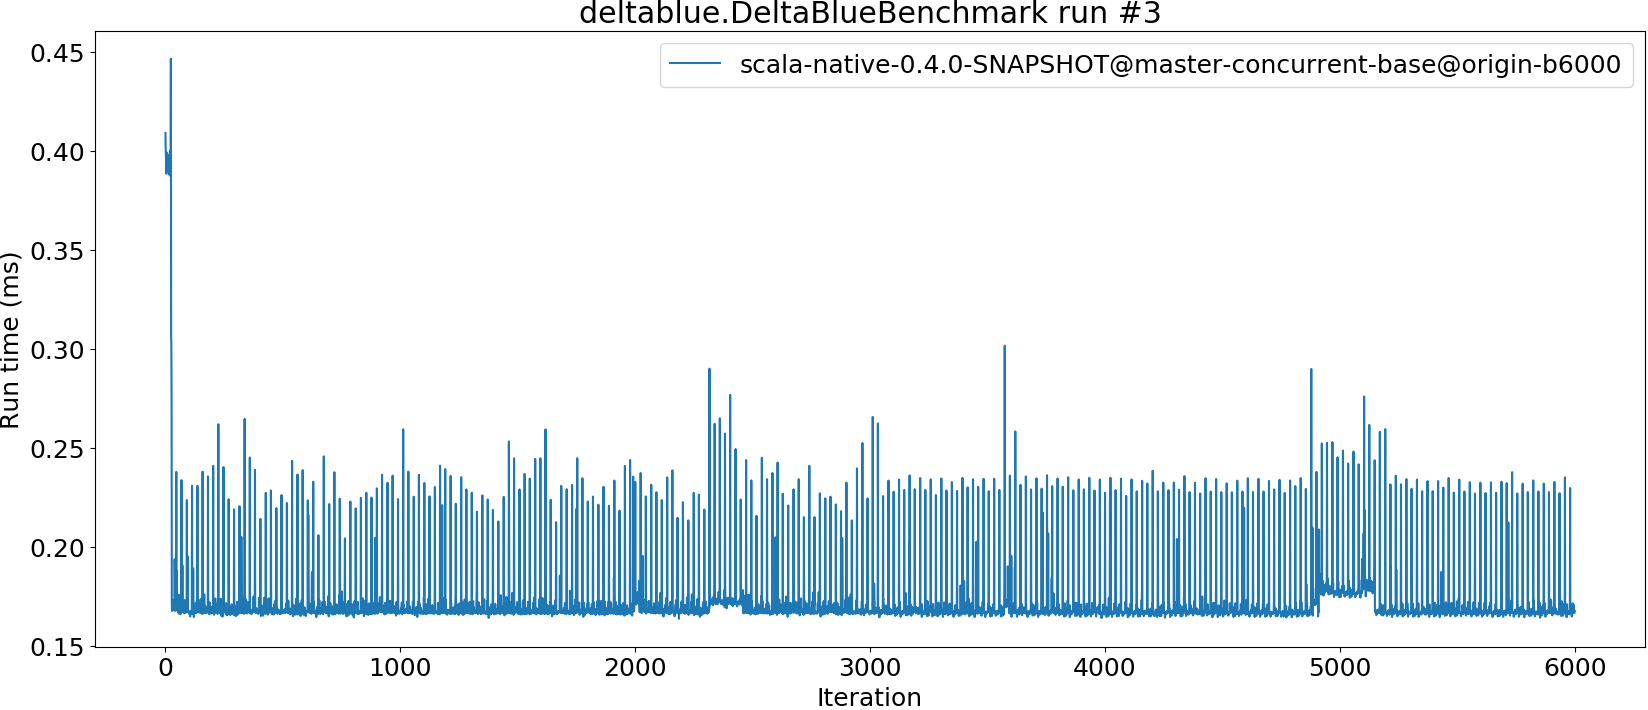 deltablue.DeltaBlueBenchmark run #3
scala-native-0.4.0-SNAPSHOT@master-concurrent-base@origin-b6000
Run time (ms)
0.45
0.40
0.35
0.30
0.25
0.20
0.15
0 1000 2000 3000 4000 5000 6000
Iteration